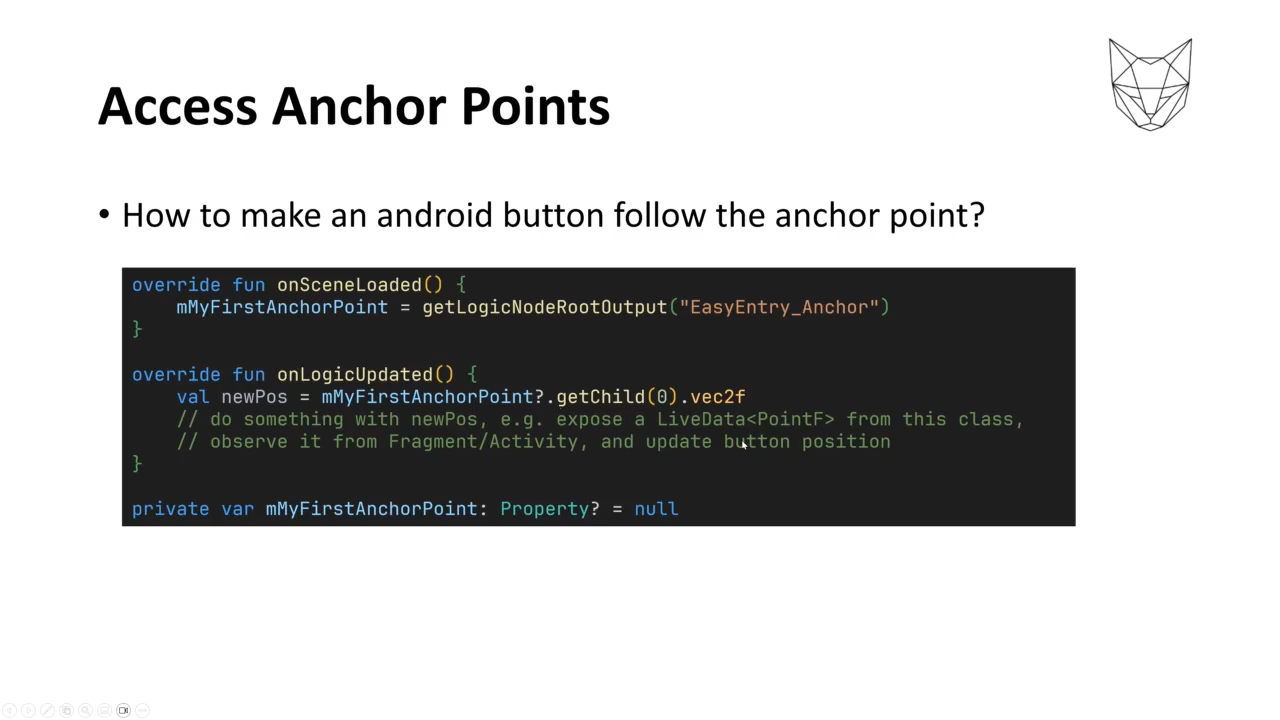 Access Anchor Points
• How to make an android button follow the anchor point?
override fun onSceneLoaded() {
    mMyFirstAnchorPoint = getLogicNodeRootOutput("EasyEntry_Anchor")
}
override fun onLogicUpdated() {
    val newPos = mMyFirstAnchorPoint?.getChild(0).vec2f
    // do something with newPos, e.g. expose a LiveData<PointF> from this class,
    // observe it from Fragment/Activity, and update button position
}
private var mMyFirstAnchorPoint: Property? = null